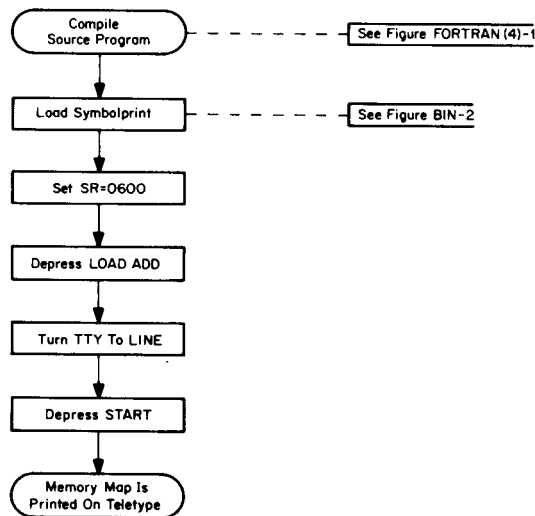 Compile
Source Program
See Figure FORTRAN (4)-1
Load Symbolprint
See Figure BIN-2
Set SR=0600
Depress LOAD ADD
Turn TTY To LINE
Depress START
Memory Map Is
Printed On Teletype